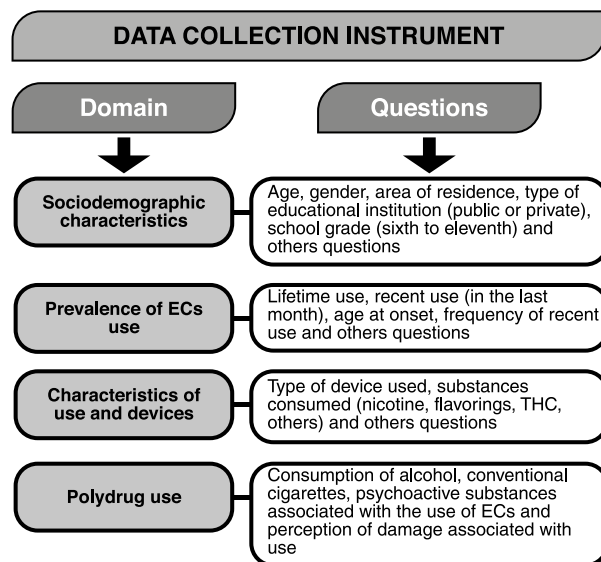 DATA COLLECTION INSTRUMENT
Domain
Questions
Sociodemographic
characteristics
Age, gender, area of residence, type of
educational institution (public or private),
school grade (sixth to eleventh) and
others questions
Prevalence of ECs
use
Lifetime use, recent use (in the last
month), age at onset, frequency of recent
use and others questions
Characteristics of
use and devices
Type of device used, substances
consumed (nicotine, flavorings, THC,
others) and others questions
Polydrug use
Consumption of alcohol, conventional
cigarettes, psychoactive substances
associated with the use of ECs and
perception of damage associated with
use